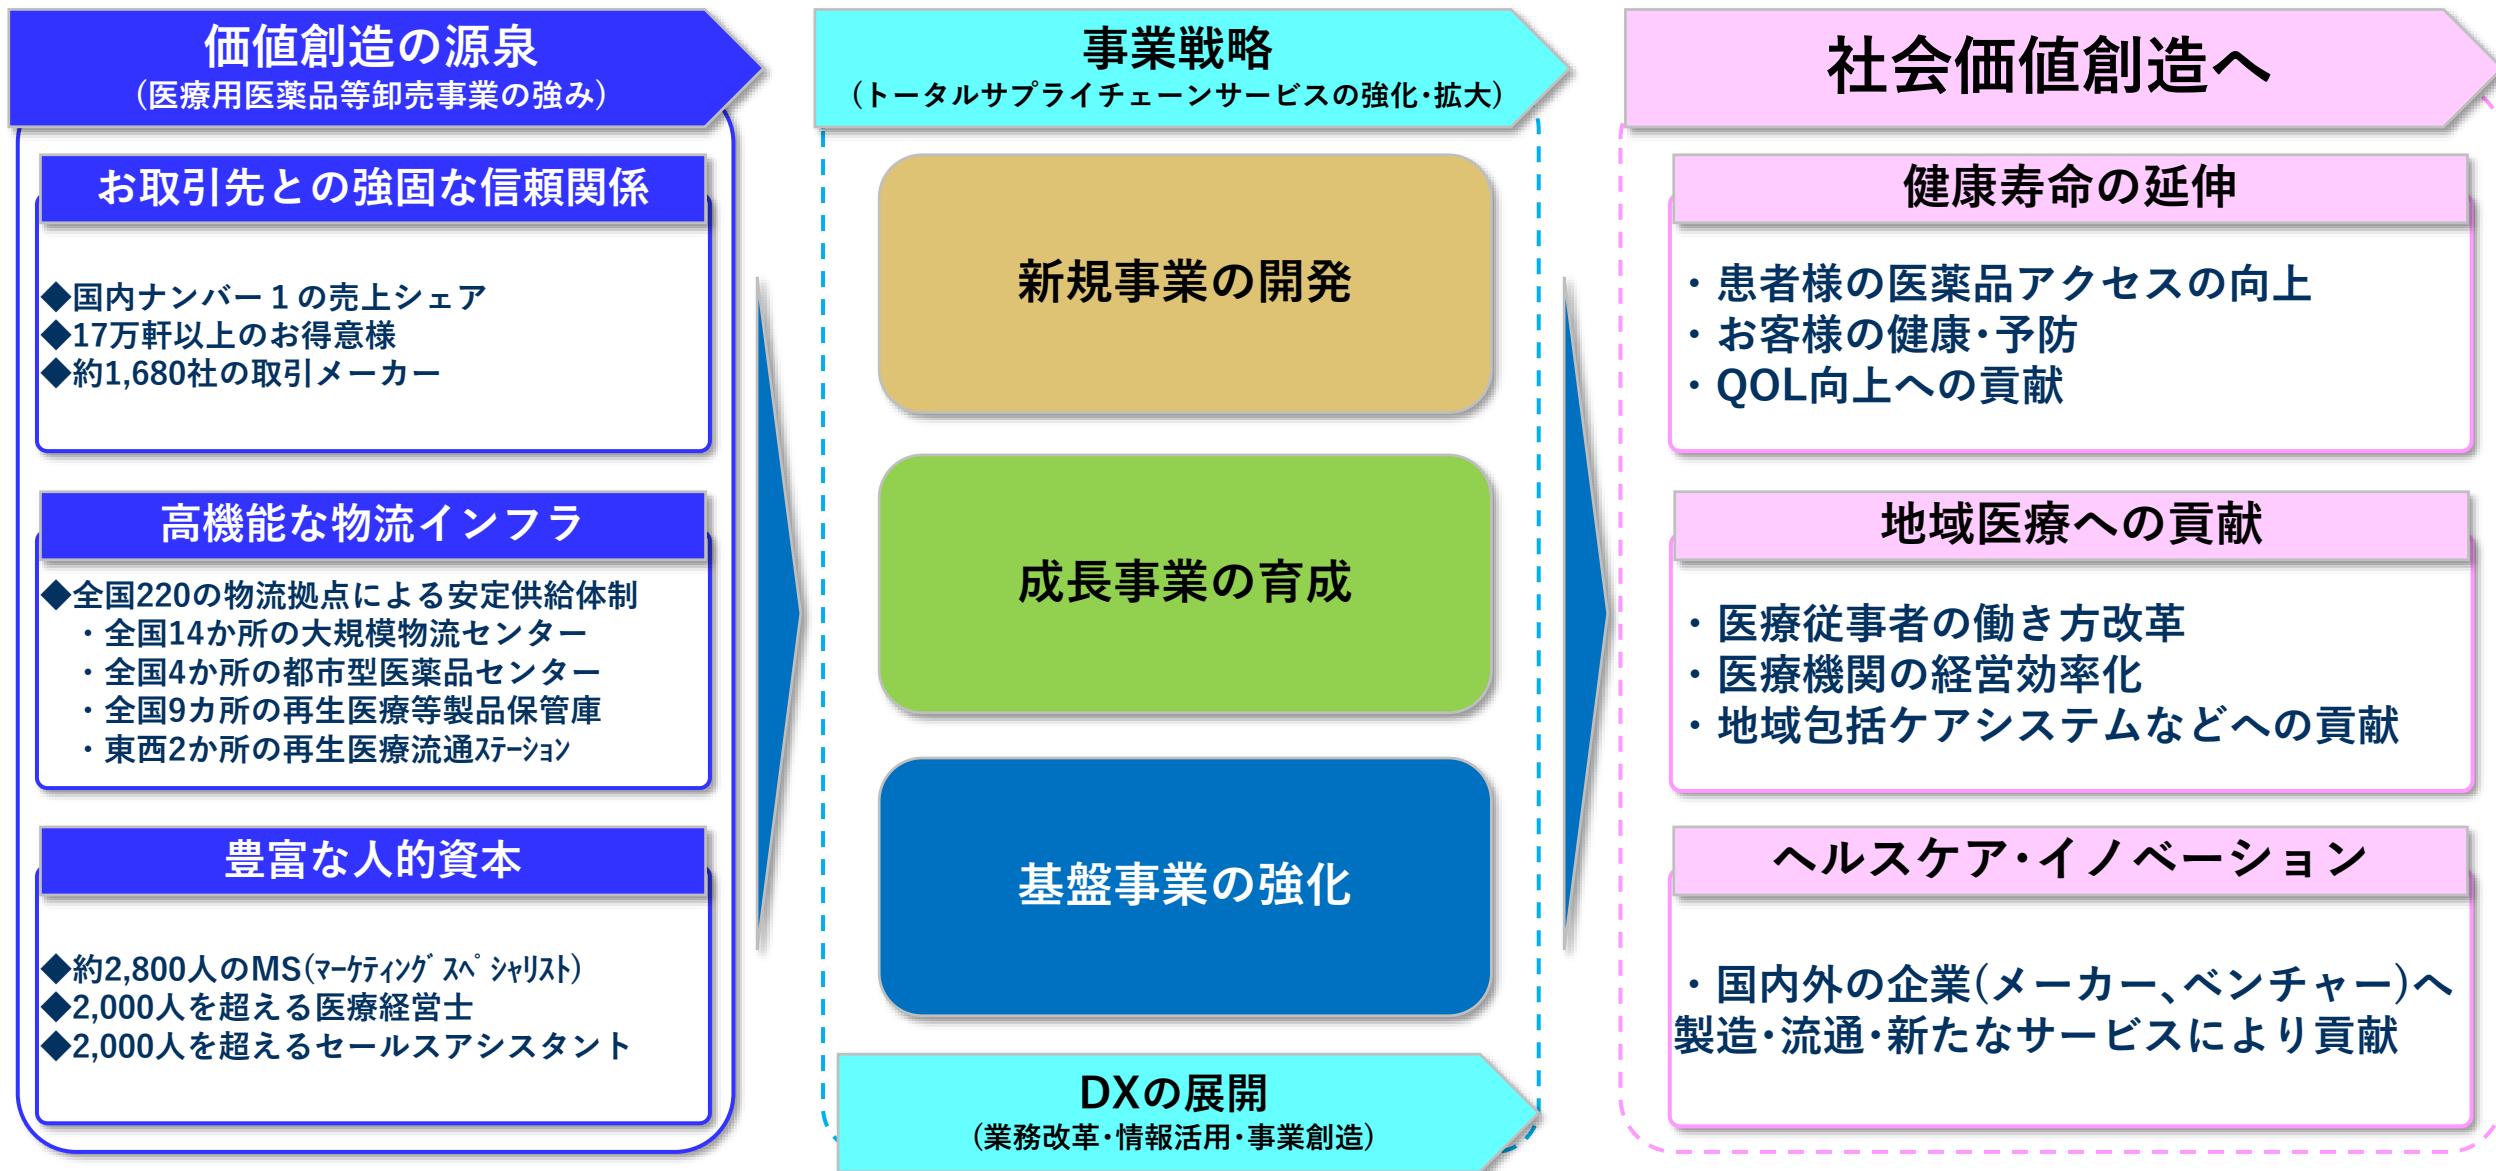 価値創造の源泉
(医療用医薬品等卸売事業の強み)
お取引先との強固な信頼関係
◆国内ナンバー１の売上シェア
◆17万軒以上のお得意様
◆約1,680社の取引メーカー
高機能な物流インフラ
◆全国220の物流拠点による安定供給体制
・全国14か所の大規模物流センター
・全国4か所の都市型医薬品センター
・全国9カ所の再生医療等製品保管庫
・東西2か所の再生医療流通ｽﾃｰｼｮﾝ
豊富な人的資本
◆約2,800人のMS(ﾏｰｹﾃｨﾝｸﾞｽﾍﾟｼｬﾘｽﾄ)
◆2,000人を超える医療経営士
◆2,000人を超えるセールスアシスタント
事業戦略
(トータルサプライチェーンサービスの強化･拡大)
新規事業の開発
成長事業の育成
基盤事業の強化
DXの展開
(業務改革･情報活用･事業創造)
社会価値創造へ
健康寿命の延伸
・患者様の医薬品アクセスの向上
・お客様の健康･予防
・QOL向上への貢献
地域医療への貢献
・医療従事者の働き方改革
・医療機関の経営効率化
・地域包括ケアシステムなどへの貢献
ヘルスケア･イノベーション
・国内外の企業(メーカー､ベンチャー)へ
製造･流通･新たなサービスにより貢献